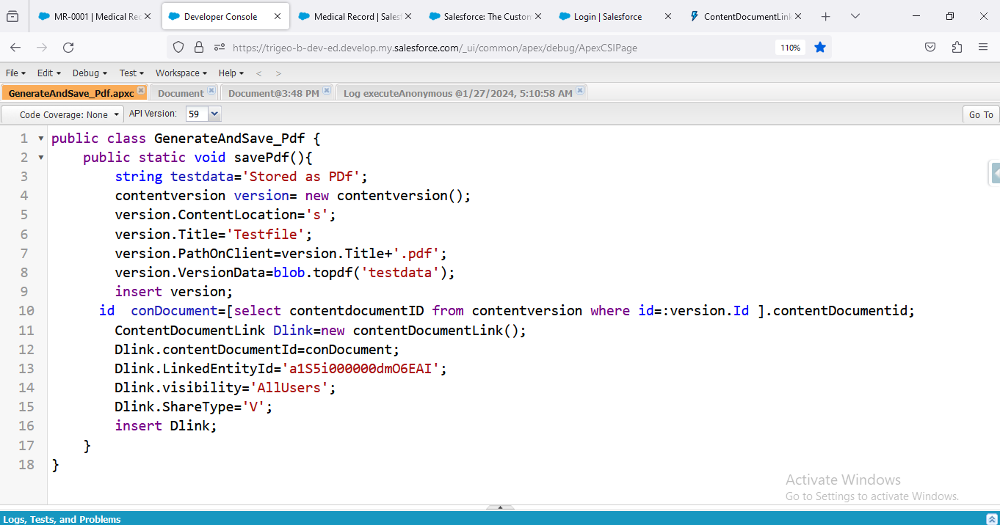 MR-0001 | Medical Rec
Developer Console
Medical Record | Salesf
Salesforce: The Custom
Login | Salesforce
ContentDocumentLink
https://trigeo-b-dev-ed.develop.my.salesforce.com/_ui/common/apex/debug/ApexCSIPage
110%
File Edit Debug Test Workspace Help < >
GenerateAndSave_Pdf.apxc Document Document@3:48 PM Log executeAnonymous @1/27/2024, 5:10:58 AM
Code Coverage: None API Version: 59 Go To
1 public class GenerateAndSave_Pdf {
2 public static void savePdf(){
3 string testdata='Stored as PDf';
4 contentversion version= new contentversion();
5 version.ContentLocation='s';
6 version.Title='Testfile';
7 version.PathOnClient=version.Title+'.pdf';
8 version.VersionData=blob.topdf('testdata');
9 insert version;
10 id conDocument=[select contentdocumentID from contentversion where id=:version.Id ].contentDocumentid;
11 ContentDocumentLink Dlink=new contentDocumentLink();
12 Dlink.contentDocumentId=conDocument;
13 Dlink.LinkedEntityId='a1S5i000000dmO6EAI';
14 Dlink.visibility='AllUsers';
15 Dlink.ShareType='V';
16 insert Dlink;
17 }
18 }
Activate Windows
Go to Settings to activate Windows.
Logs, Tests, and Problems